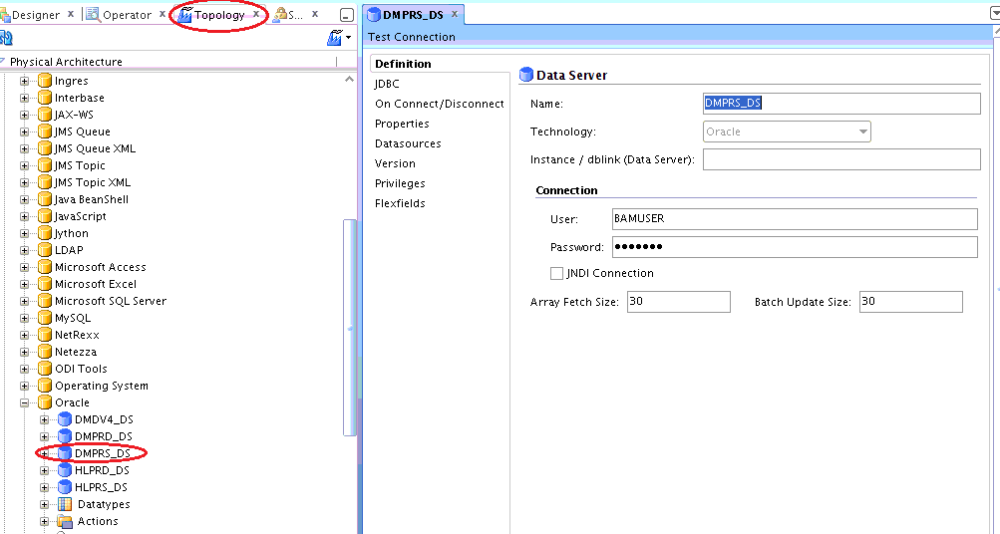 Designer
Operator
Topology
S...
Physical Architecture
Ingres
Interbase
JAX-WS
JMS Queue
JMS Queue XML
JMS Topic
JMS Topic XML
Java BeanShell
JavaScript
Jython
LDAP
Microsoft Access
Microsoft Excel
Microsoft SQL Server
MySQL
NetRexx
Netezza
ODI Tools
Operating System
Oracle
DMDV4_DS
DMPRD_DS
DMPRS_DS
HLPRD_DS
HLPRS_DS
Datatypes
Actions
DMPRS_DS
Test Connection
Definition
JDBC
On Connect/Disconnect
Properties
Datasources
Version
Privileges
Flexfields
Data Server
Name: DMPRS_DS
Technology: Oracle
Instance / dblink (Data Server):
Connection
User: BAMUSER
Password: •••••••
JNDI Connection
Array Fetch Size: 30 Batch Update Size: 30